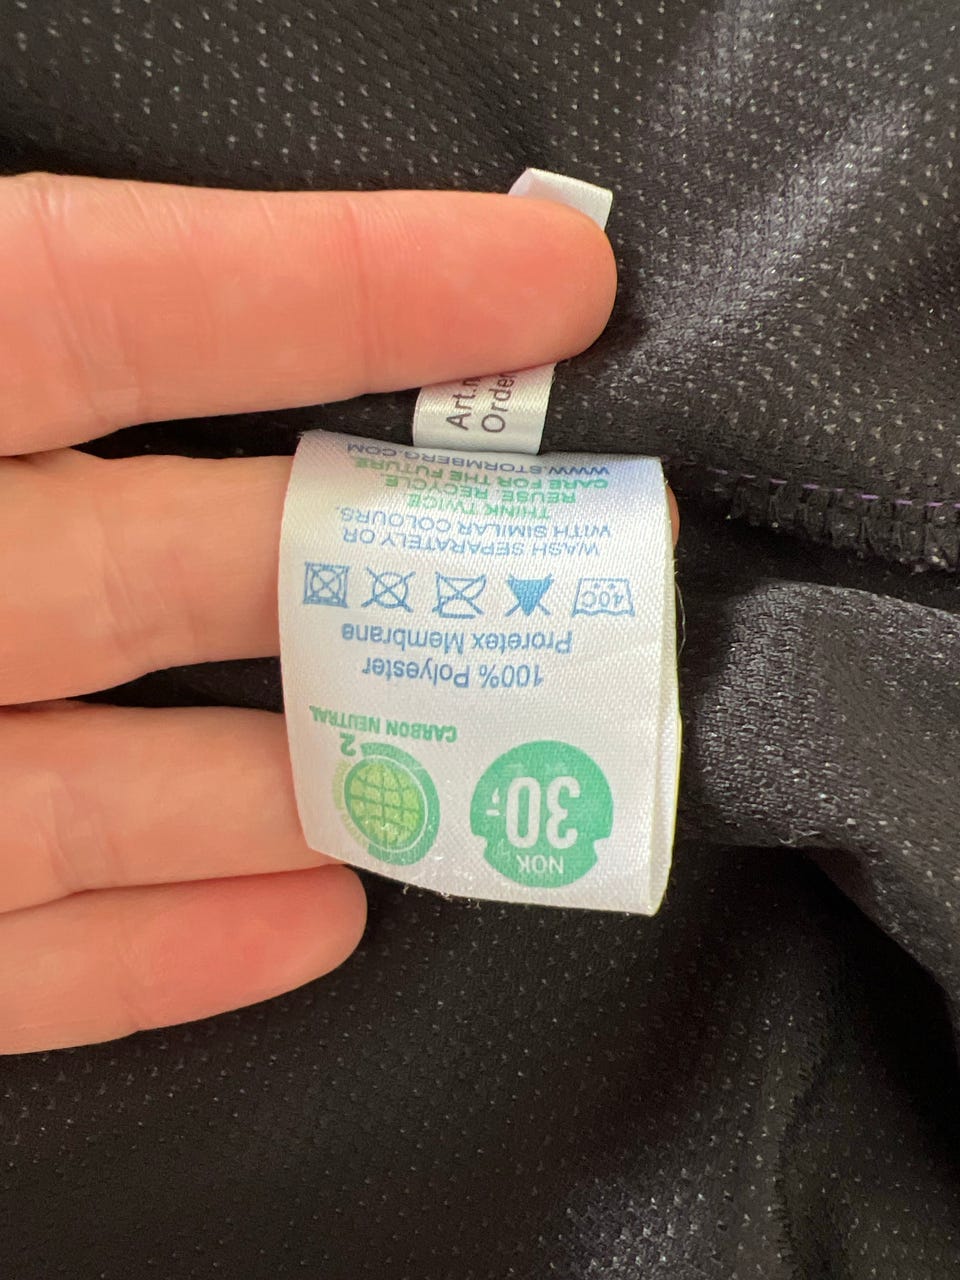 NOK
30,-
CARBON NEUTRAL
2
100% Polyester
Proretex Membrane
40C
WASH SEPARATELY OR
WITH SIMILAR COLOURS.
THINK TWICE
REUSE. RECYCLE.
CARE FOR THE FUTURE
WWW.STORMBERG.COM
Art.n
Order